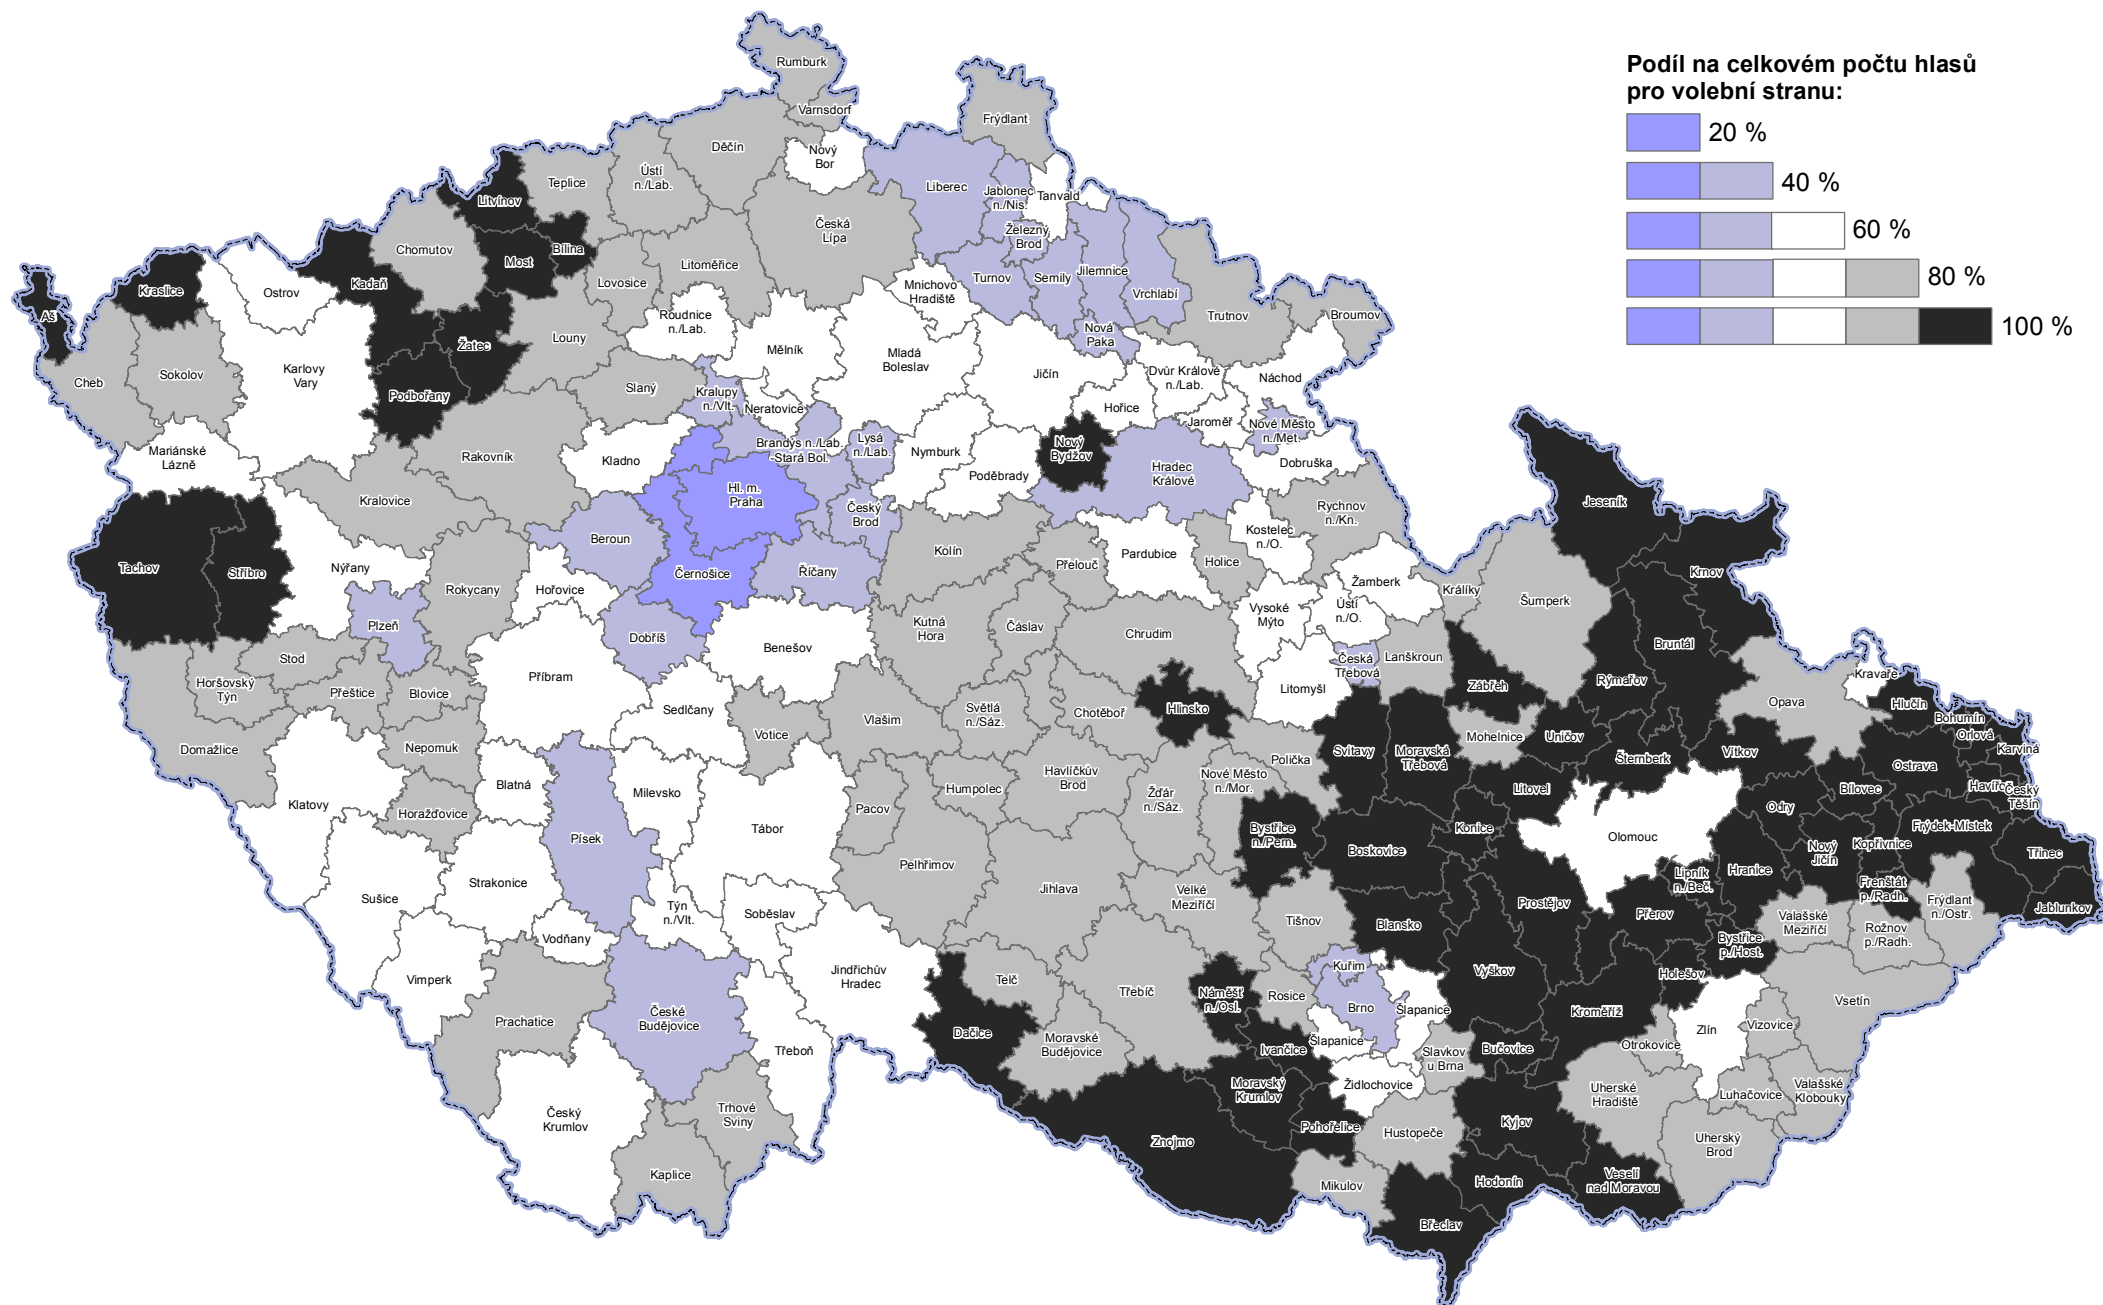 Podíl na celkovém počtu hlasů
pro volební stranu:
20 %
40 %
60 %
80 %
100 %
Rumburk
Varnsdorf
Frýdlant
Děčín
Nový
Bor
Ústí
n./Lab.
Teplice
Litvínov
Liberec
Jablonec
n./Nis.
Tanvald
Železný
Brod
Česká
Lípa
Chomutov
Most
Bílina
Litoměřice
Lovosice
Kadaň
Kraslice
Ostrov
Aš
Turnov
Semily
Jilemnice
Vrchlabí
Mnichovo
Hradiště
Trutnov
Broumov
Roudnice
n./Lab.
Nová
Paka
Louny
Žatec
Mělník
Mladá
Boleslav
Jičín
Dvůr Králové
n./Lab.
Náchod
Cheb
Sokolov
Karlovy
Vary
Podbořany
Slaný
Kralupy
n./Vlt.
Neratovice
Hořice
Jaroměř
Nové Město
n./Met.
Mariánské
Lázně
Rakovník
Kladno
Brandýs n./Lab.
-Stará Bol.
Lysá
n./Lab.
Nymburk
Nový
Bydžov
Poděbrady
Hradec
Králové
Dobruška
Kralovice
Hl. m.
Praha
Český
Brod
Rychnov
n./Kn.
Jeseník
Kostelec
n./O.
Beroun
Kolín
Přelouč
Pardubice
Holice
Tachov
Stříbro
Nýřany
Rokycany
Hořovice
Černošice
Říčany
Krnov
Žamberk
Králíky
Šumperk
Plzeň
Dobříš
Kutná
Hora
Čáslav
Chrudim
Vysoké
Mýto
Ústí
n./O.
Benešov
Česká
Třebová
Lanškroun
Bruntál
Stod
Horšovský
Týn
Přeštice
Blovice
Příbram
Litomyšl
Zábřeh
Rýmařov
Kravaře
Sedlčany
Vlašim
Světlá
n./Sáz.
Chotěboř
Hlinsko
Opava
Hlučín
Bohumín
Orlová
Karviná
Domažlice
Nepomuk
Votice
Polička
Svitavy
Moravská
Třebová
Mohelnice
Uničov
Šternberk
Vítkov
Ostrava
Klatovy
Blatná
Milevsko
Havlíčkův
Brod
Humpolec
Pacov
Žďár
n./Sáz.
Nové Město
n./Mor.
Litovel
Bílovec
Havířov
Český
Těšín
Horažďovice
Písek
Tábor
Bystřice
n./Pern.
Konice
Olomouc
Odry
Frýdek-Místek
Boskovice
Nový
Jičín
Kopřivnice
Třinec
Pelhřimov
Jihlava
Velké
Meziříčí
Lipník
n./Beč.
Hranice
Frenštát
p./Radh.
Jablunkov
Strakonice
Sušice
Týn
n./Vlt.
Soběslav
Prostějov
Přerov
Frýdlant
n./Ostr.
Tišnov
Blansko
Valašské
Meziříčí
Rožnov
p./Radh.
Vodňany
Bystřice
p./Host.
Vimperk
Jindřichův
Hradec
Telč
Kuřim
Vyškov
Holešov
Třebíč
Náměšť
n./Osl.
Rosice
Brno
Šlapanice
Vsetín
Prachatice
České
Budějovice
Kroměříž
Zlín
Vizovice
Dačice
Moravské
Budějovice
Ivančice
Šlapanice
Slavkov
u Brna
Bučovice
Otrokovice
Třeboň
Moravský
Krumlov
Židlochovice
Uherské
Hradiště
Luhačovice
Valašské
Klobouky
Český
Krumlov
Trhové
Sviny
Pohořelice
Hustopeče
Kyjov
Znojmo
Uherský
Brod
Kaplice
Mikulov
Hodonín
Veselí
nad Moravou
Břeclav